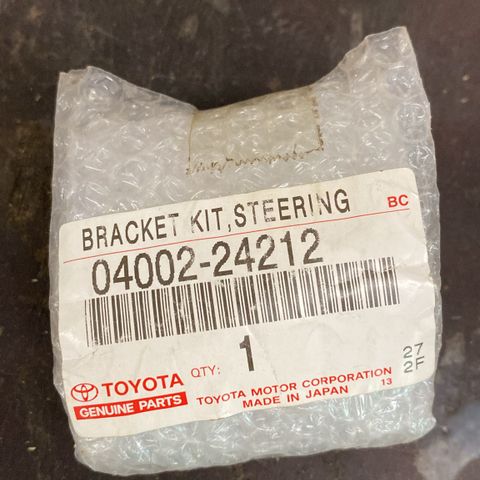 BRACKET KIT,STEERING BC
04002-24212
QTY: 1
27
2F
TOYOTA
GENUINE PARTS
TOYOTA MOTOR CORPORATION
MADE IN JAPAN 13